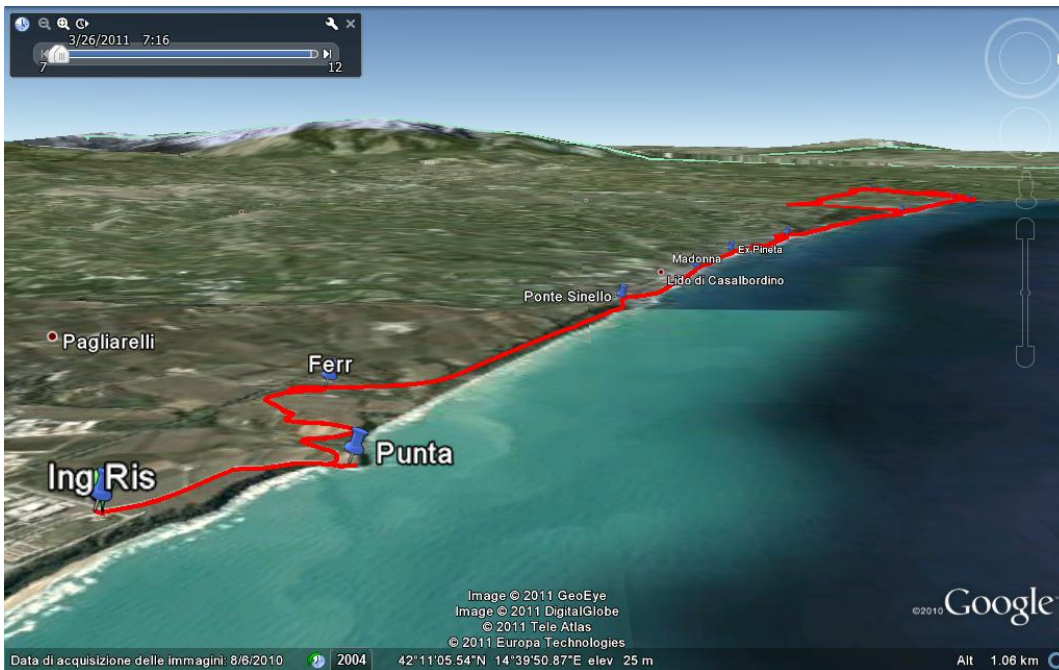 3/26/2011 7:16
7
12
Madonna
Ex Pineta
Lido di Casalbordino
Ponte Sinello
Pagliarelli
Ferr
Punta
Ing Ris
Image © 2011 GeoEye
Image © 2011 DigitalGlobe
© 2011 Tele Atlas
© 2011 Europa Technologies
©2010 Google
Data di acquisizione delle immagini: 8/6/2010
2004
42°11'05.54"N 14°39'50.87"E elev 25 m
Alt 1.06 km